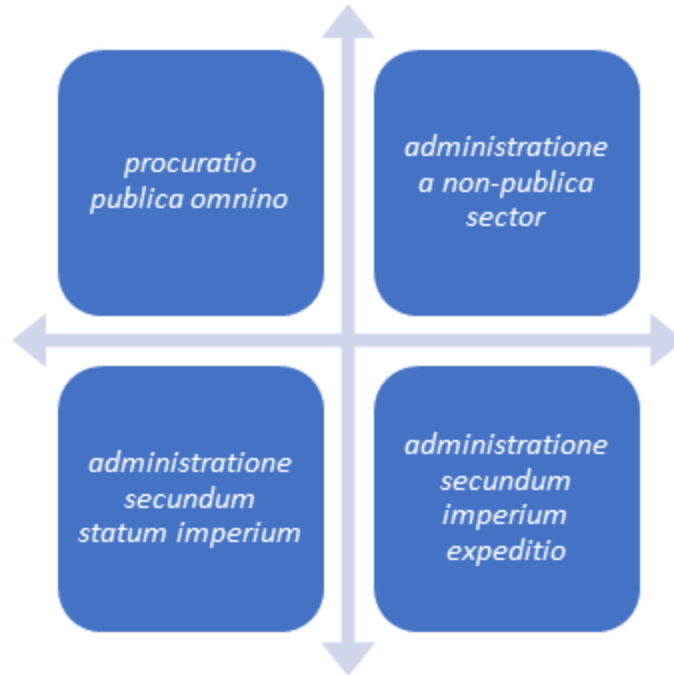 procuratio
publica omnino
administratione
a non-publica
sector
administratione
secundum
statum imperium
administratione
secundum
imperium
expeditio